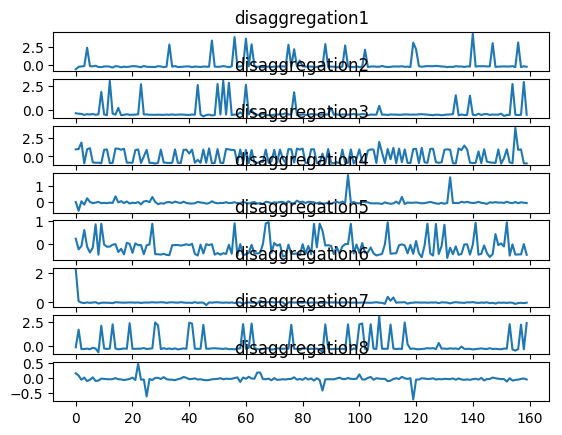 disaggregation1
2.5
0.0
disaggregation2
2.5
0.0
disaggregation3
2.5
0.0
disaggregation4
1
0
disaggregation5
1
0
disaggregation6
2
0
disaggregation7
2.5
0.0
disaggregation8
0.5
0.0
−0.5
0 20 40 60 80 100 120 140 160